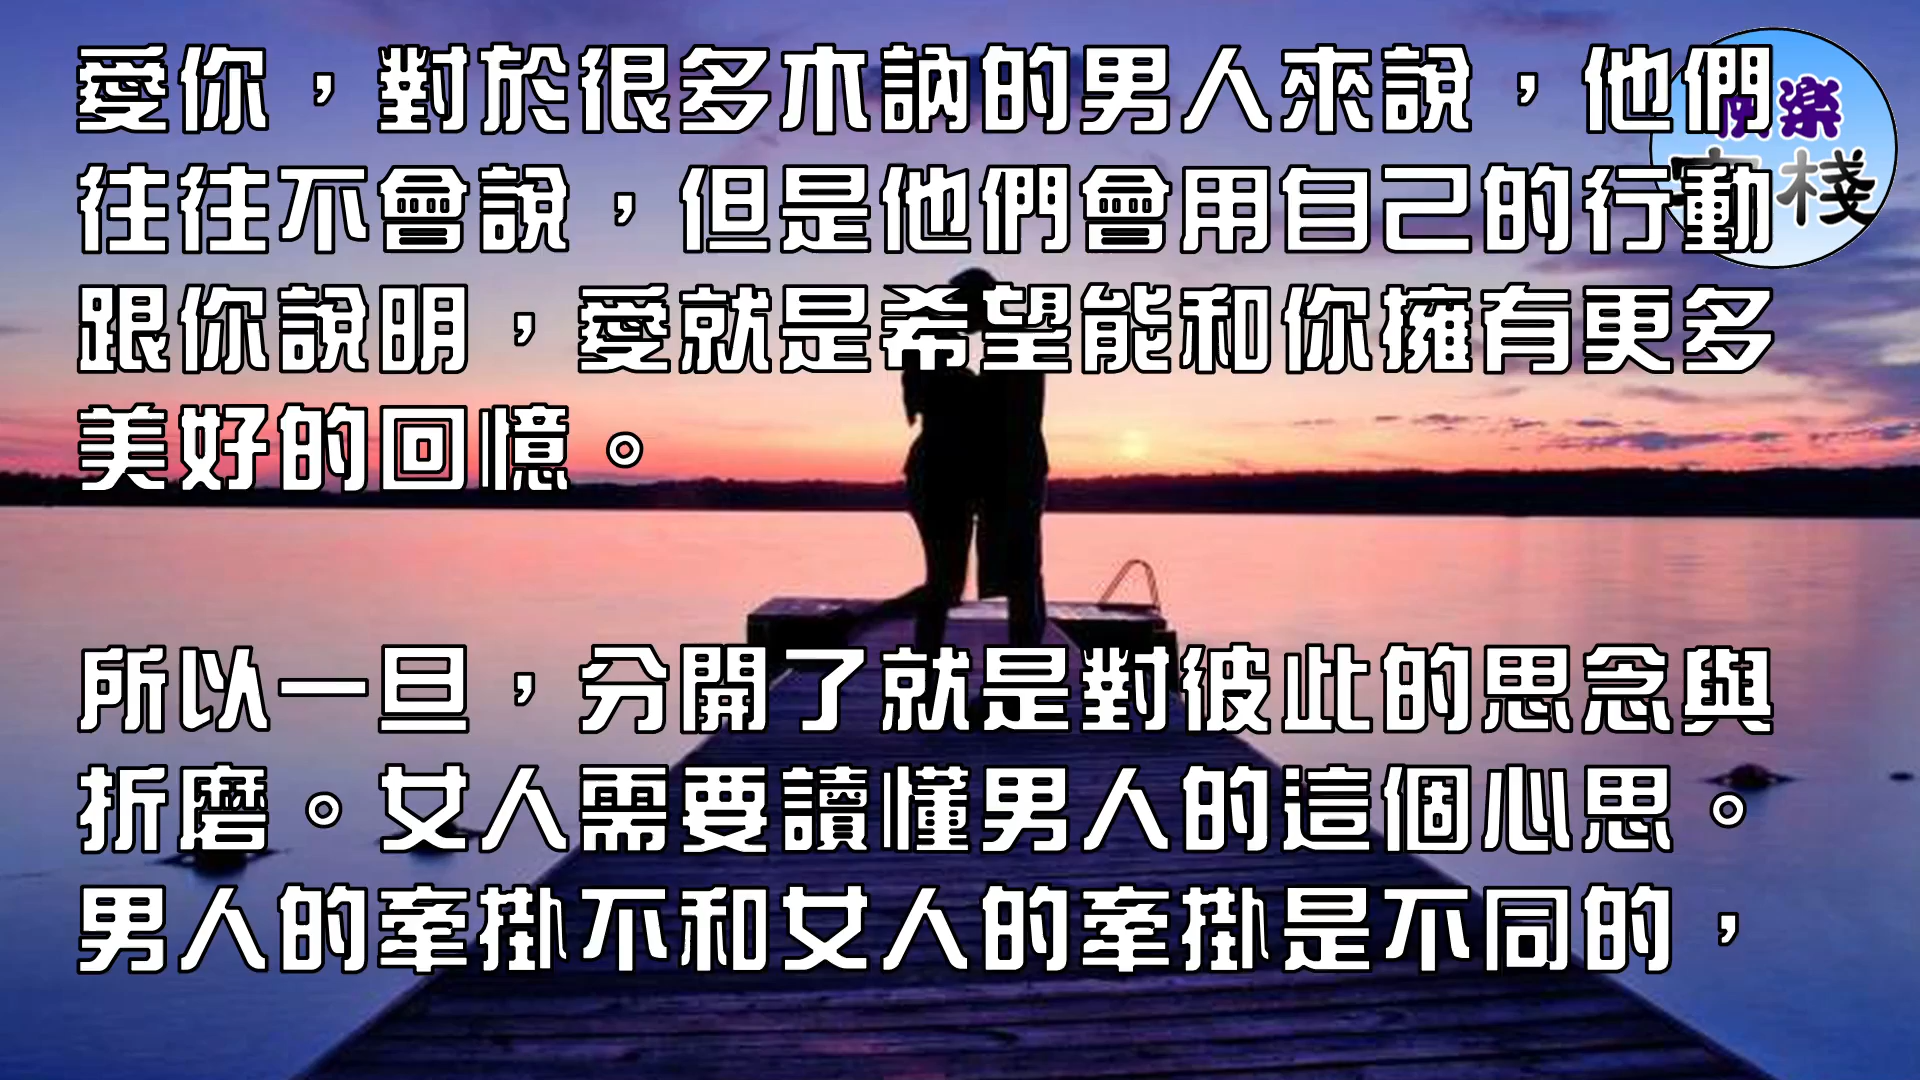 愛你，對於很多木訥的男人來說，他們
往往不會說，但是他們會用自己的行動
跟你說明，愛就是希望能和你擁有更多
美好的回憶。
所以一旦，分開了就是對彼此的思念與
折磨。女人需要讀懂男人的這個心思。
男人的牽掛不和女人的牽掛是不同的，
樂
棧